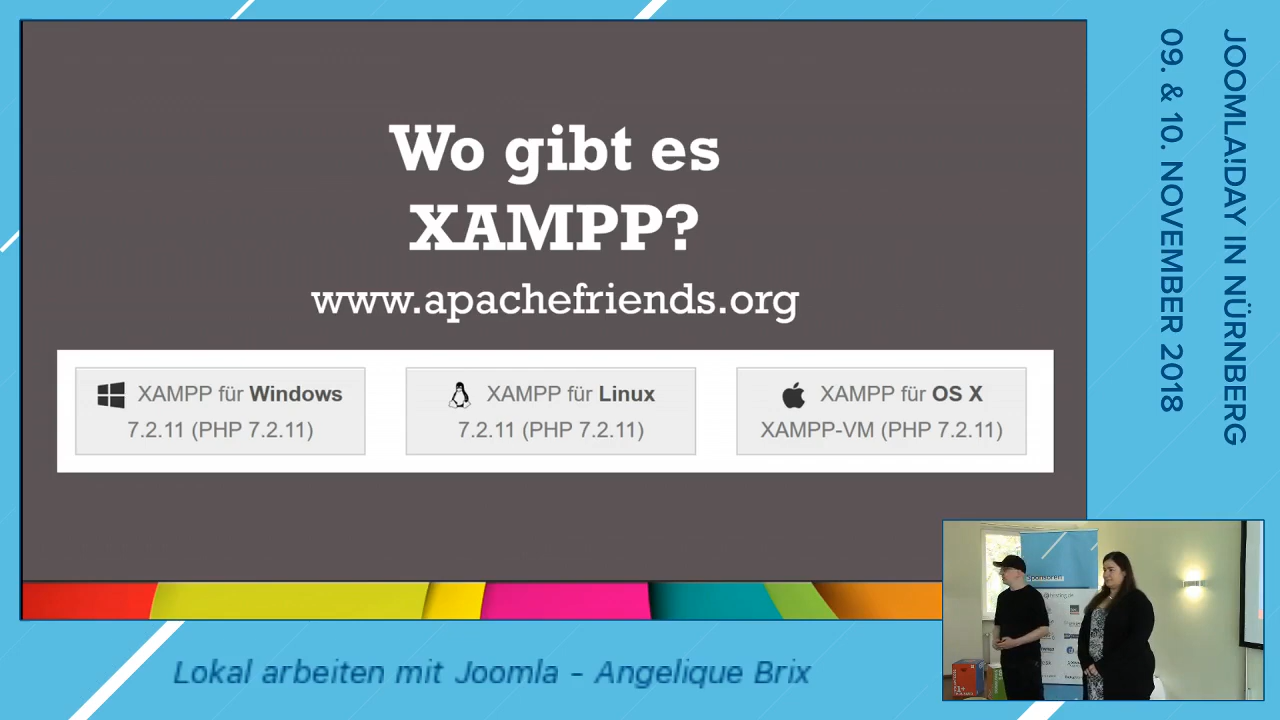 Wo gibt es
XAMPP?
www.apachefriends.org
XAMPP für Windows
7.2.11 (PHP 7.2.11)
XAMPP für Linux
7.2.11 (PHP 7.2.11)
XAMPP für OS X
XAMPP-VM (PHP 7.2.11)
JOOMLA!DAY IN NÜRNBERG
09. & 10. NOVEMBER 2018
Lokal arbeiten mit Joomla - Angelique Brix